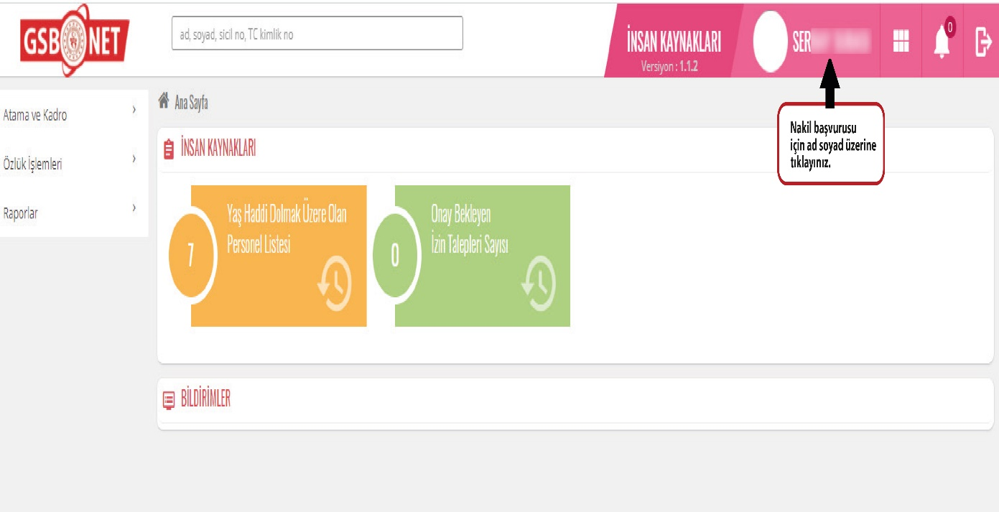 GSB NET
ad, soyad, sicil no, TC kimlik no
İNSAN KAYNAKLARI
Versiyon : 1.1.2
SER
0
Atama ve Kadro
Özlük İşlemleri
Raporlar
Ana Sayfa
Nakil başvurusu
için ad soyad üzerine
tıklayınız.
İNSAN KAYNAKLARI
7
Yaş Haddi Dolmak Üzere Olan
Personel Listesi
0
Onay Bekleyen
İzin Talepleri Sayısı
BİLDİRİMLER